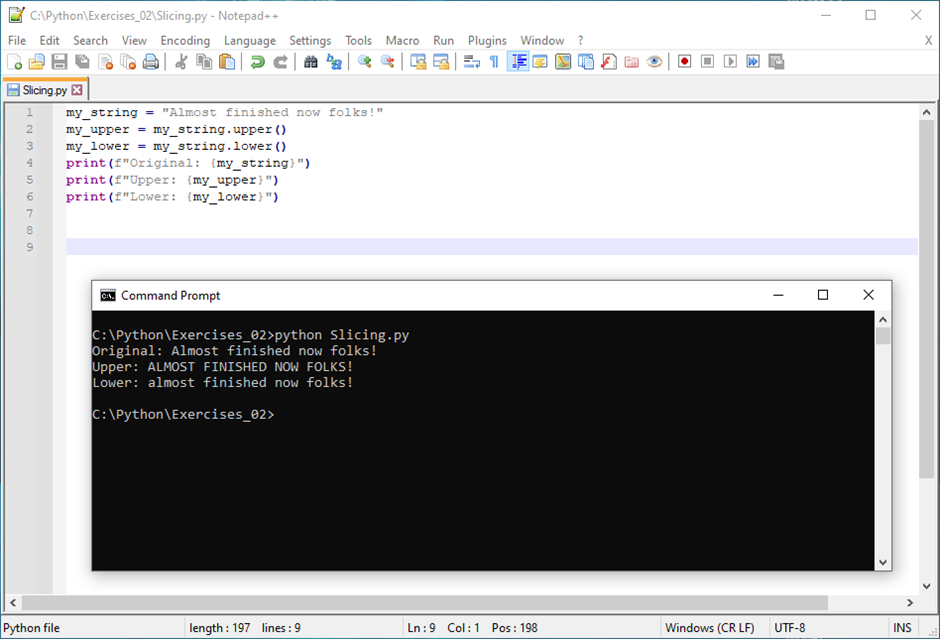 C:\Python\Exercises_02\Slicing.py - Notepad++
File Edit Search View Encoding Language Settings Tools Macro Run Plugins Window ? X
Slicing.py
1 my_string = "Almost finished now folks!"
2 my_upper = my_string.upper()
3 my_lower = my_string.lower()
4 print(f"Original: {my_string}")
5 print(f"Upper: {my_upper}")
6 print(f"Lower: {my_lower}")
7
8
9
Command Prompt
C:\Python\Exercises_02>python Slicing.py
Original: Almost finished now folks!
Upper: ALMOST FINISHED NOW FOLKS!
Lower: almost finished now folks!
C:\Python\Exercises_02>
Python file length : 197 lines : 9 Ln : 9 Col : 1 Pos : 198 Windows (CR LF) UTF-8 INS